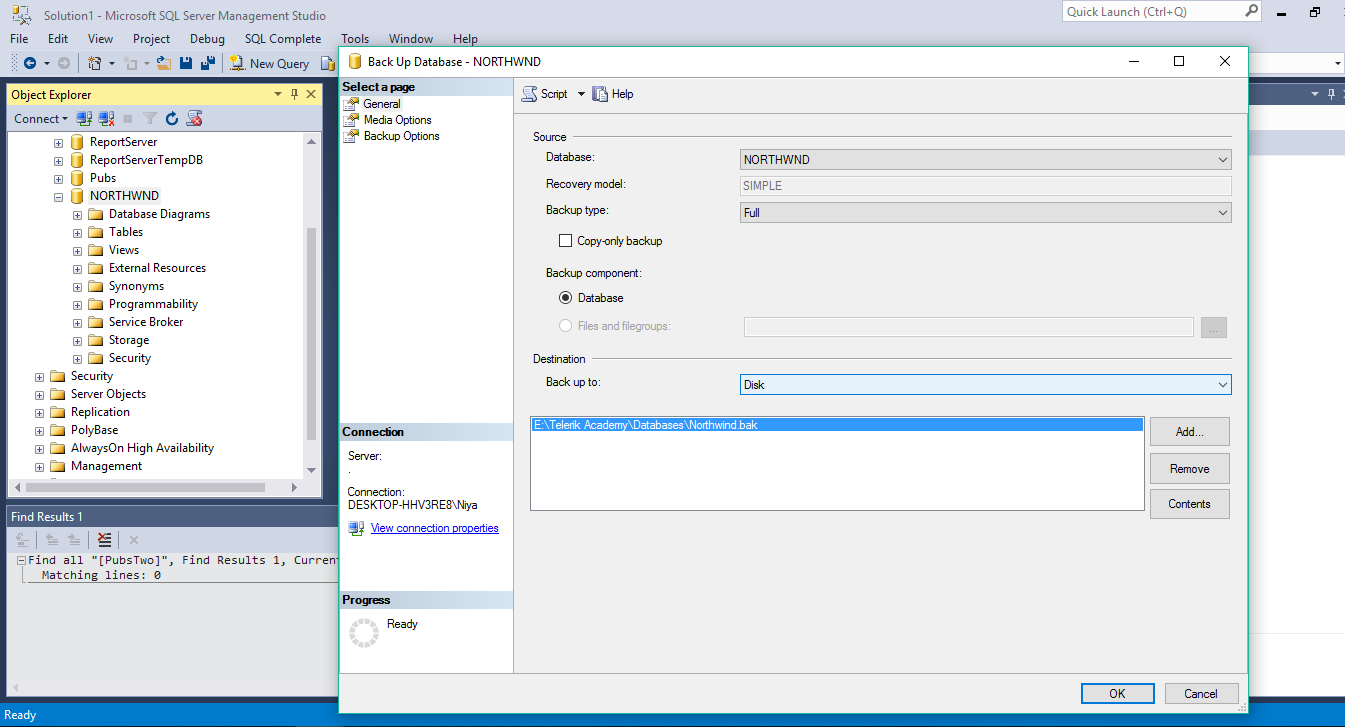 Solution1 - Microsoft SQL Server Management Studio
Quick Launch (Ctrl+Q)
File Edit View Project Debug SQL Complete Tools Window Help
New Query
Object Explorer
Connect
ReportServer
ReportServerTempDB
Pubs
NORTHWND
Database Diagrams
Tables
Views
External Resources
Synonyms
Programmability
Service Broker
Storage
Security
Security
Server Objects
Replication
PolyBase
AlwaysOn High Availability
Management
Find Results 1
Find all "[PubsTwo]", Find Results 1, Curren
Matching lines: 0
Ready
Back Up Database - NORTHWND
Select a page
General
Media Options
Backup Options
Connection
Server:
.
Connection:
DESKTOP-HHV3RE8\Niya
View connection properties
Progress
Ready
Script Help
Source
Database: NORTHWND
Recovery model: SIMPLE
Backup type: Full
Copy-only backup
Backup component:
Database
Files and filegroups: ...
Destination
Back up to: Disk
E:\Telerik Academy\Databases\Northwind.bak
Add...
Remove
Contents
OK Cancel